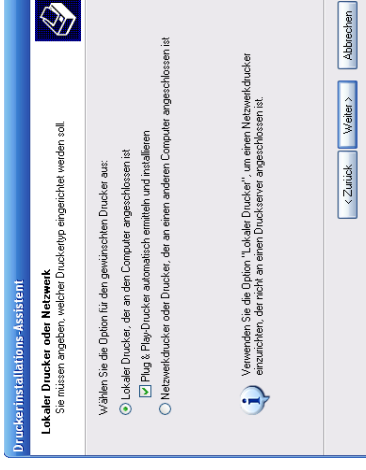 Druckerinstallations-Assistent
Lokaler Drucker oder Netzwerk
Sie müssen angeben, welcher Druckertyp eingerichtet werden soll.
Wählen Sie die Option für den gewünschten Drucker aus:
Lokaler Drucker, der an den Computer angeschlossen ist
Plug & Play-Drucker automatisch ermitteln und installieren
Netzwerkdrucker oder Drucker, der an einen anderen Computer angeschlossen ist
Verwenden Sie die Option "Lokaler Drucker", um einen Netzwerkdrucker
einzurichten, der nicht an einen Druckserver angeschlossen ist.
< Zurück
Weiter >
Abbrechen